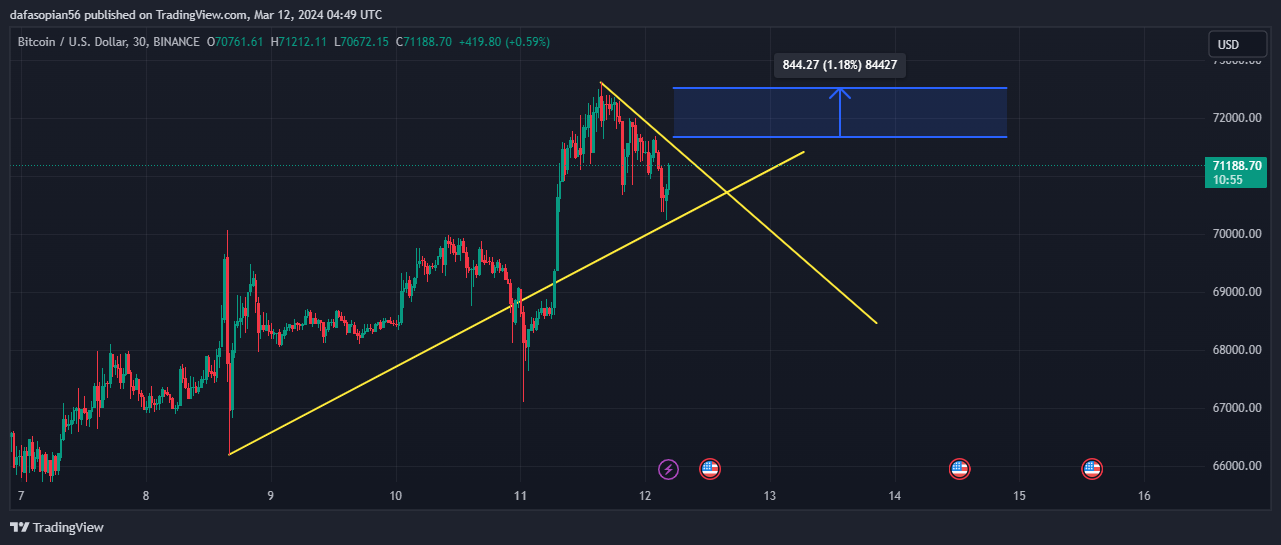 dafasopian56 published on TradingView.com, Mar 12, 2024 04:49 UTC
Bitcoin / U.S. Dollar, 30, BINANCE O70761.61 H71212.11 L70672.15 C71188.70 +419.80 (+0.59%)
USD
844.27 (1.18%) 84427
73000.00
72000.00
71188.70
10:55
70000.00
69000.00
68000.00
67000.00
66000.00
7 8 9 10 11 12 13 14 15 16
TradingView